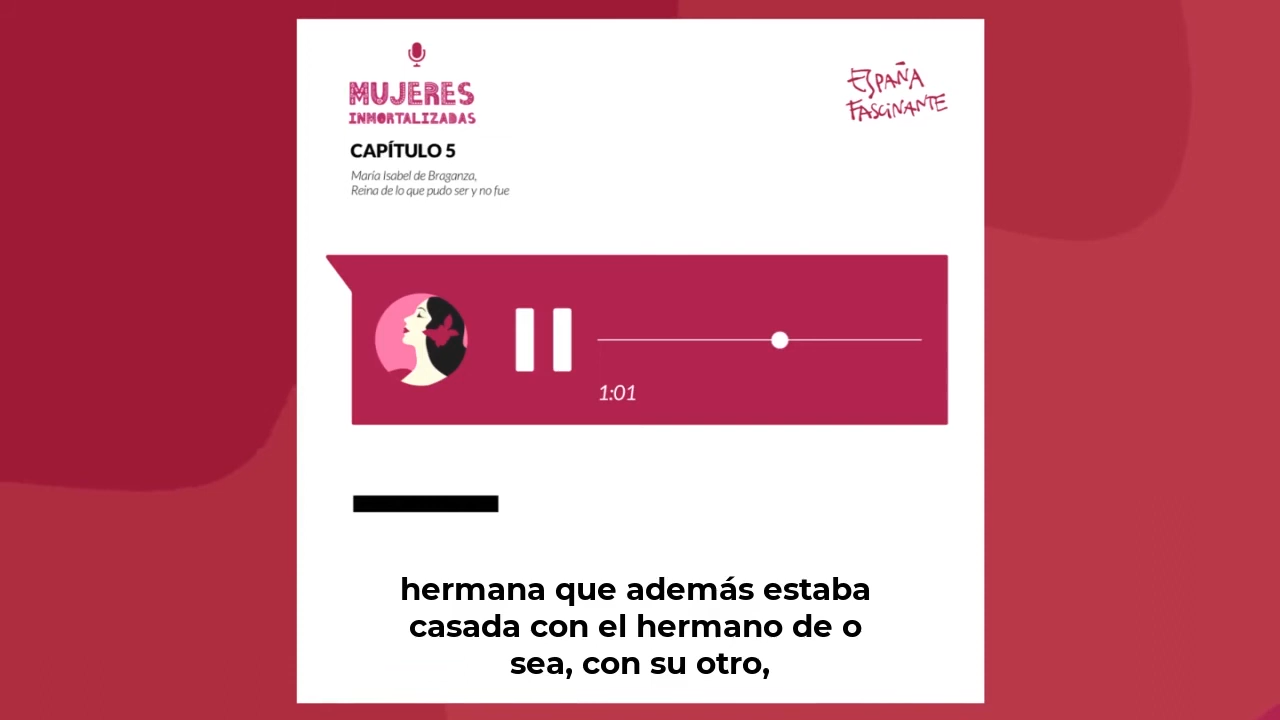 MUJERES
INMORTALIZADAS
ESPAÑA
FASCINANTE
CAPÍTULO 5
María Isabel de Braganza,
Reina de lo que pudo ser y no fue
1:01
hermana que además estaba
casada con el hermano de o
sea, con su otro,